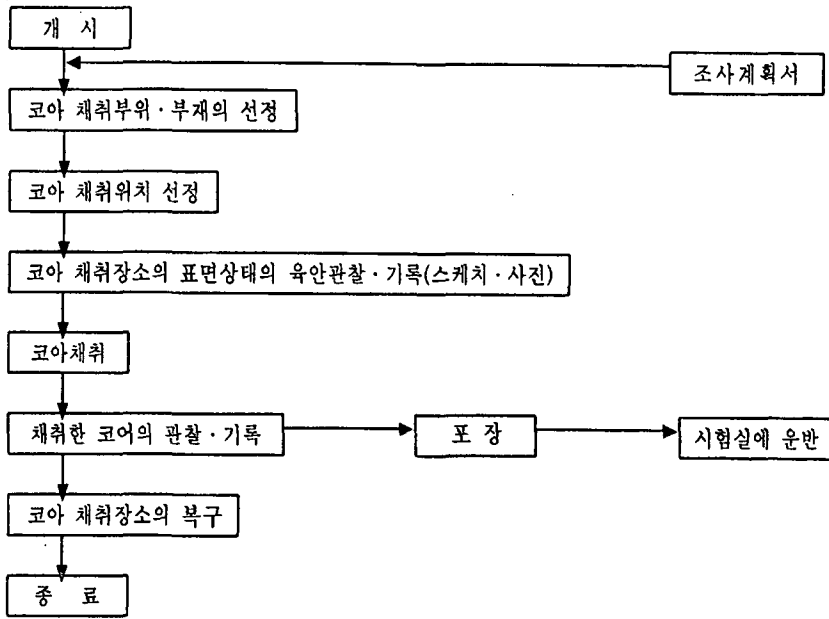 개 시
조사계획서
코아 채취부위·부재의 선정
코아 채취위치 선정
코아 채취장소의 표면상태의 육안관찰·기록(스케치·사진)
코아채취
채취한 코어의 관찰·기록
포 장
시험실에 운반
코아 채취장소의 복구
종 료